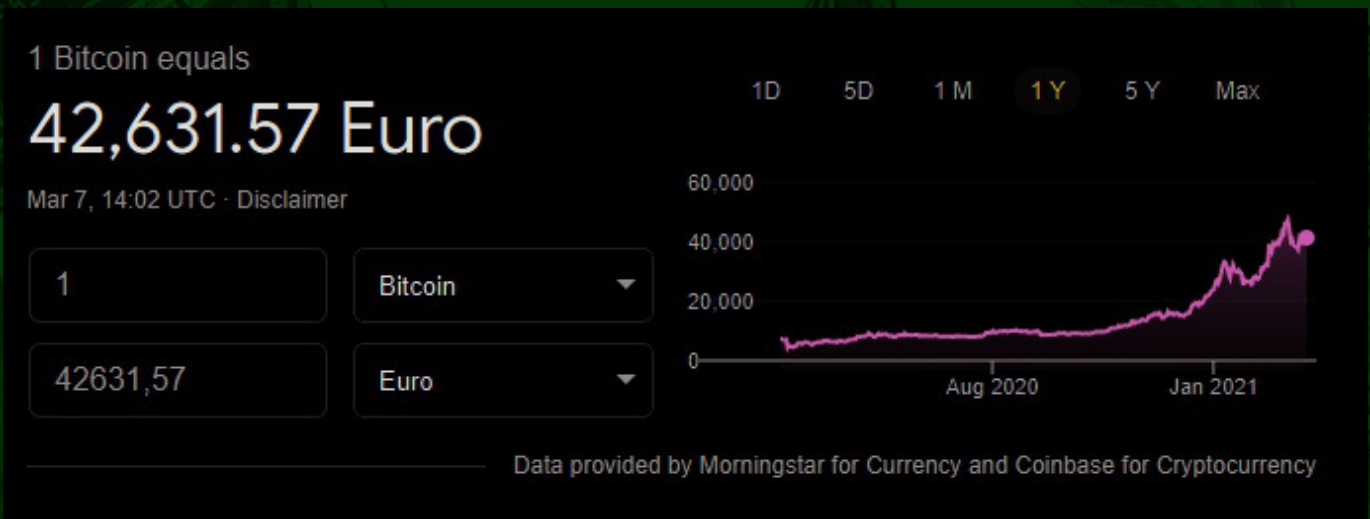 1 Bitcoin equals
42,631.57 Euro
Mar 7, 14:02 UTC · Disclaimer
1
Bitcoin
42631,57
Euro
1D 5D 1 M 1 Y 5 Y Max
60,000
40,000
20,000
0
Aug 2020 Jan 2021
Data provided by Morningstar for Currency and Coinbase for Cryptocurrency